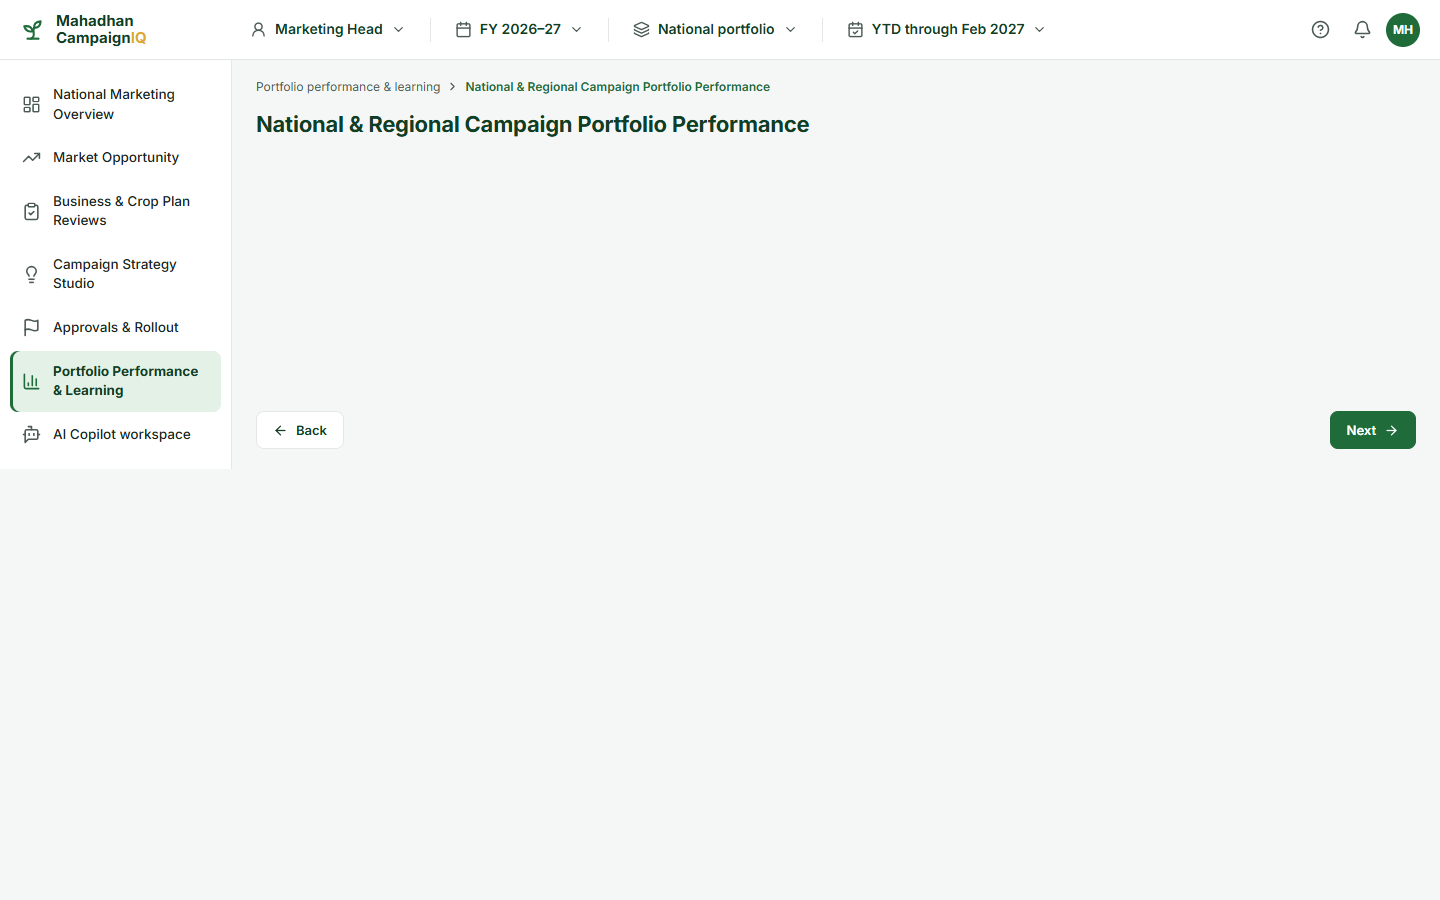 Mahadhan
CampaignIQ
Marketing Head
FY 2026–27
National portfolio
YTD through Feb 2027
MH
National Marketing
Overview
Market Opportunity
Business & Crop Plan
Reviews
Campaign Strategy
Studio
Approvals & Rollout
Portfolio Performance
& Learning
AI Copilot workspace
Portfolio performance & learning
National & Regional Campaign Portfolio Performance
National & Regional Campaign Portfolio Performance
Back
Next